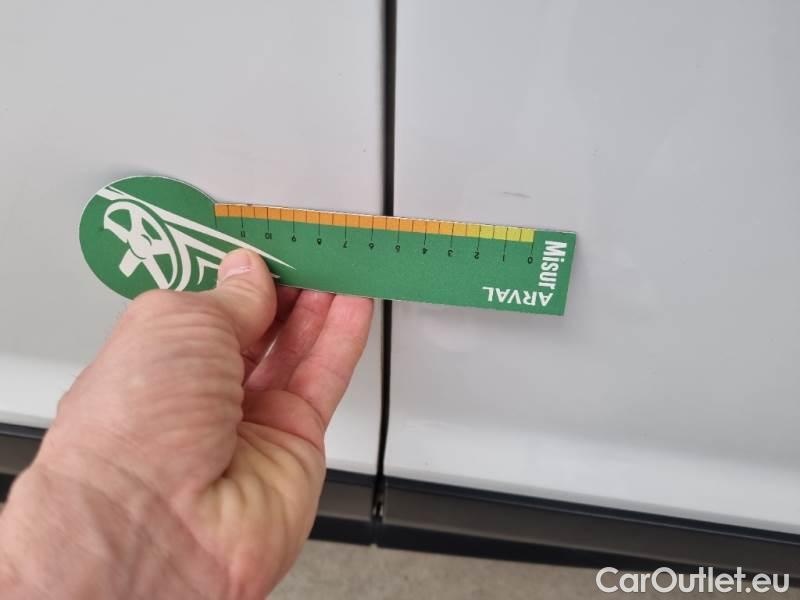 11 10 9 8 7 6 5 4 3 2 1 0
Misur
ARVAL
CarOutlet.eu